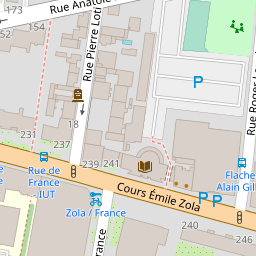 173
Rue Anatole
154
152
Rue Pierre Loti
P
231
18
237
239
241
Rue de
France
IUT
Cours Émile Zola
Flache
Alain Gil
P P
Zola / France
240
246
France